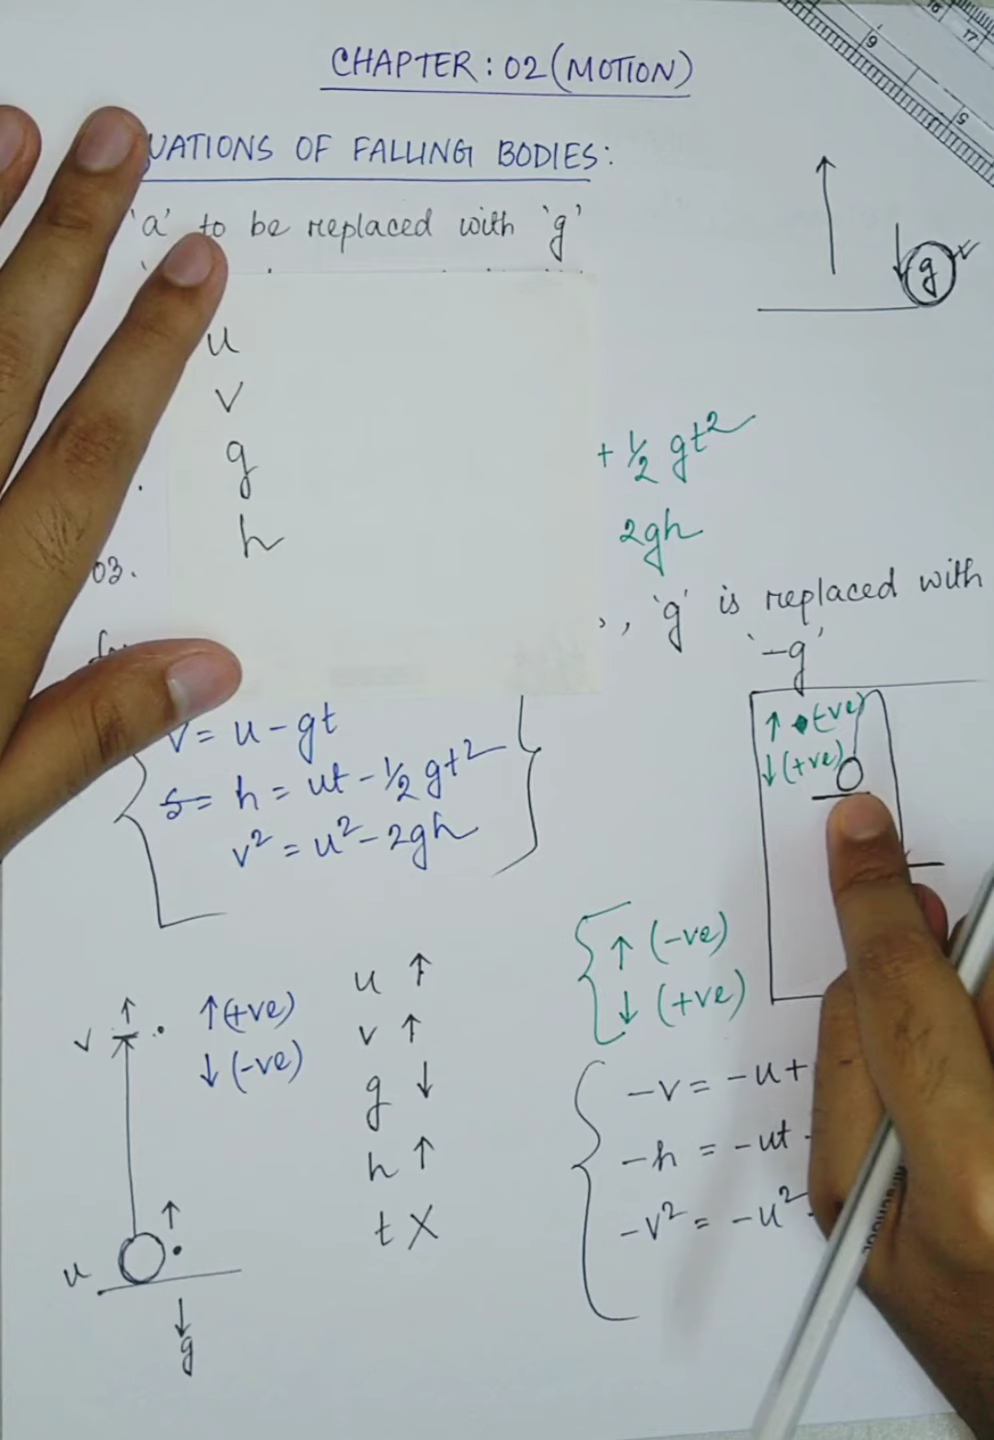 CHAPTER : 02 (MOTION)
UATIONS OF FALLING BODIES :
'a' to be replaced with 'g'
g
u
v
g
h
+ ½ gt²
2gh
03.
'g' is replaced with
'-g'
↑ (-ve)
↓ (+ve)
v = u - gt
s = h = ut - ½ gt²
v² = u² - 2gh
↑ (-ve)
↓ (+ve)
u ↑
v ↑
g ↓
h ↑
t X
v
↑ (+ve)
↓ (-ve)
u
g
-v = -u +
-h = -ut
-v² = -u²